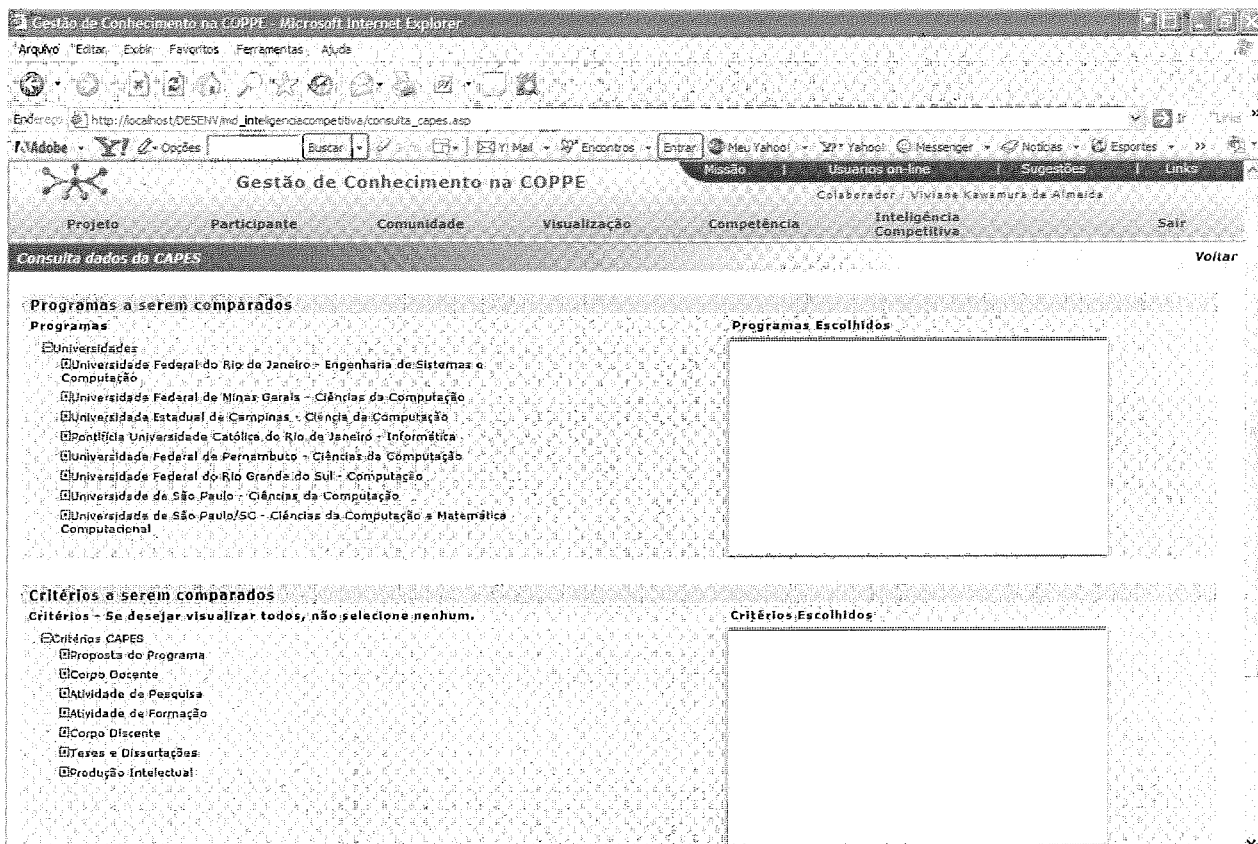 Gestão de Conhecimento na COPPE - Microsoft Internet Explorer
Arquivo Editar Exibir Favoritos Ferramentas Ajuda
Endereço http://localhost/DESENV/md_inteligenciacompetitiva/consulta_capes.asp Ir Links »
Adobe Y! Opções Buscar Y! Mail Encontros Entrar Meu Yahoo! Yahoo! Messenger Notícias Esportes »
Missão | Usuários on-line | Sugestões | Links
Gestão de Conhecimento na COPPE
Colaborador : Viviane Kawamura de Almeida
Projeto Participante Comunidade Visualização Competência Inteligência Competitiva Sair
Consulta dados da CAPES Voltar
Programas a serem comparados
Programas Programas Escolhidos
Universidades
Universidade Federal do Rio de Janeiro - Engenharia de Sistemas e
Computação
Universidade Federal de Minas Gerais - Ciências da Computação
Universidade Estadual de Campinas - Ciência da Computação
Pontifícia Universidade Católica do Rio de Janeiro - Informática
Universidade Federal de Pernambuco - Ciências da Computação
Universidade Federal do Rio Grande do Sul - Computação
Universidade de São Paulo - Ciências da Computação
Universidade de São Paulo/SC - Ciências da Computação e Matemática
Computacional
Critérios a serem comparados
Critérios - Se desejar visualizar todos, não selecione nenhum. Critérios Escolhidos
Critérios CAPES
Proposta do Programa
Corpo Docente
Atividade de Pesquisa
Atividade de Formação
Corpo Discente
Teses e Dissertações
Produção Intelectual